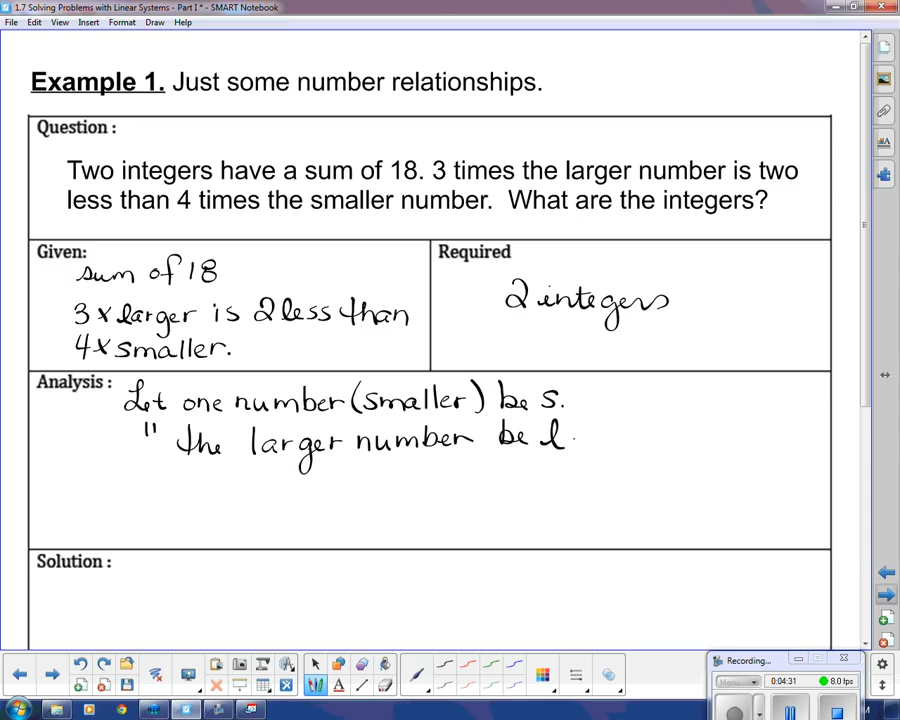 1.7 Solving Problems with Linear Systems - Part I * - SMART Notebook
File Edit View Insert Format Draw Help
Example 1. Just some number relationships.
Question :
Two integers have a sum of 18. 3 times the larger number is two
less than 4 times the smaller number. What are the integers?
Given:
sum of 18
3 x larger is 2 less than
4 x smaller.
Required
2 integers
Analysis :
Let one number (smaller) be s.
" the larger number be l.
Solution :
Recording...
Menu 0:04:31 8.0 fps